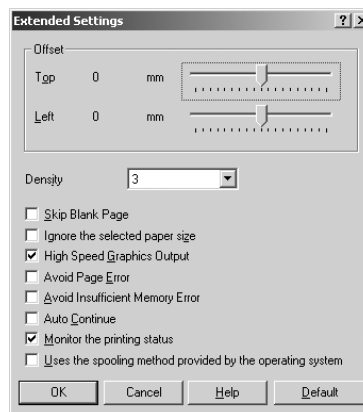 Extended Settings
Offset
Top 0 mm
Left 0 mm
Density 3
Skip Blank Page
Ignore the selected paper size
High Speed Graphics Output
Avoid Page Error
Avoid Insufficient Memory Error
Auto Continue
Monitor the printing status
Uses the spooling method provided by the operating system
OK Cancel Help Default